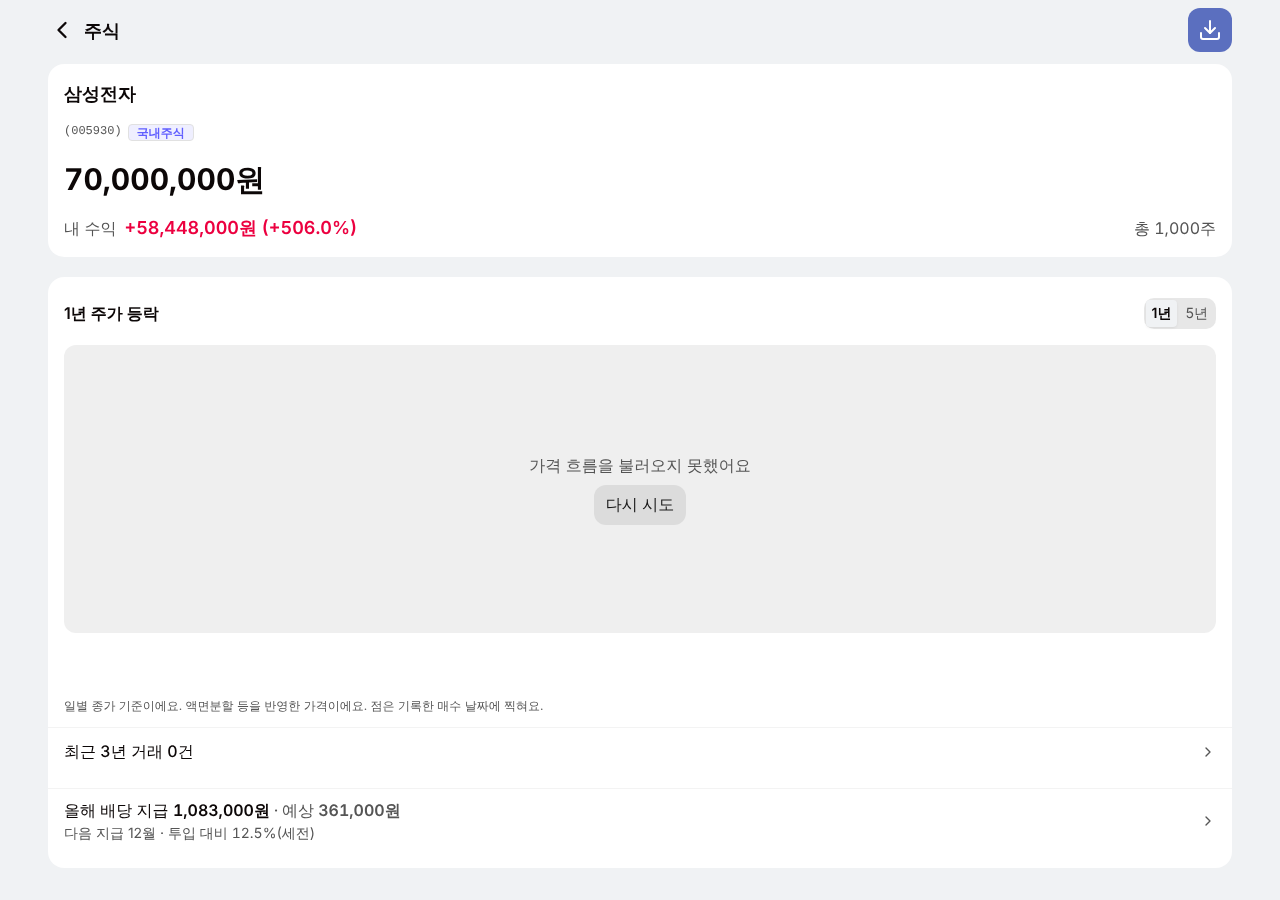 주식
삼성전자
(005930) 국내주식
70,000,000원
내 수익 +58,448,000원 (+506.0%) 총 1,000주
1년 주가 등락 1년 5년
가격 흐름을 불러오지 못했어요
다시 시도
일별 종가 기준이에요. 액면분할 등을 반영한 가격이에요. 점은 기록한 매수 날짜에 찍혀요.
최근 3년 거래 0건
올해 배당 지급 1,083,000원 · 예상 361,000원
다음 지급 12월 · 투입 대비 12.5%(세전)